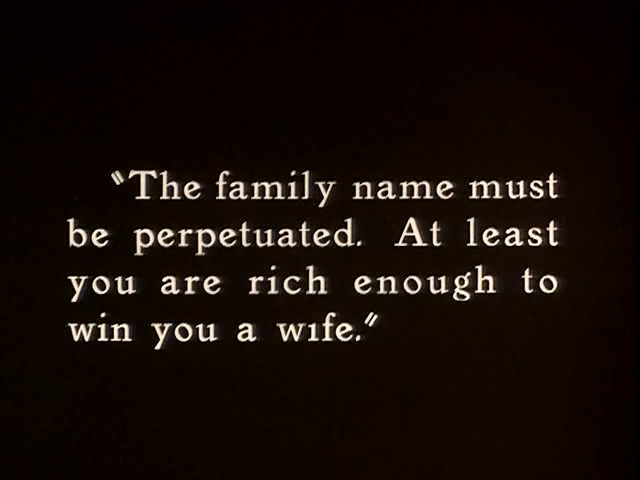 "The family name must
be perpetuated. At least
you are rich enough to
win you a wife."